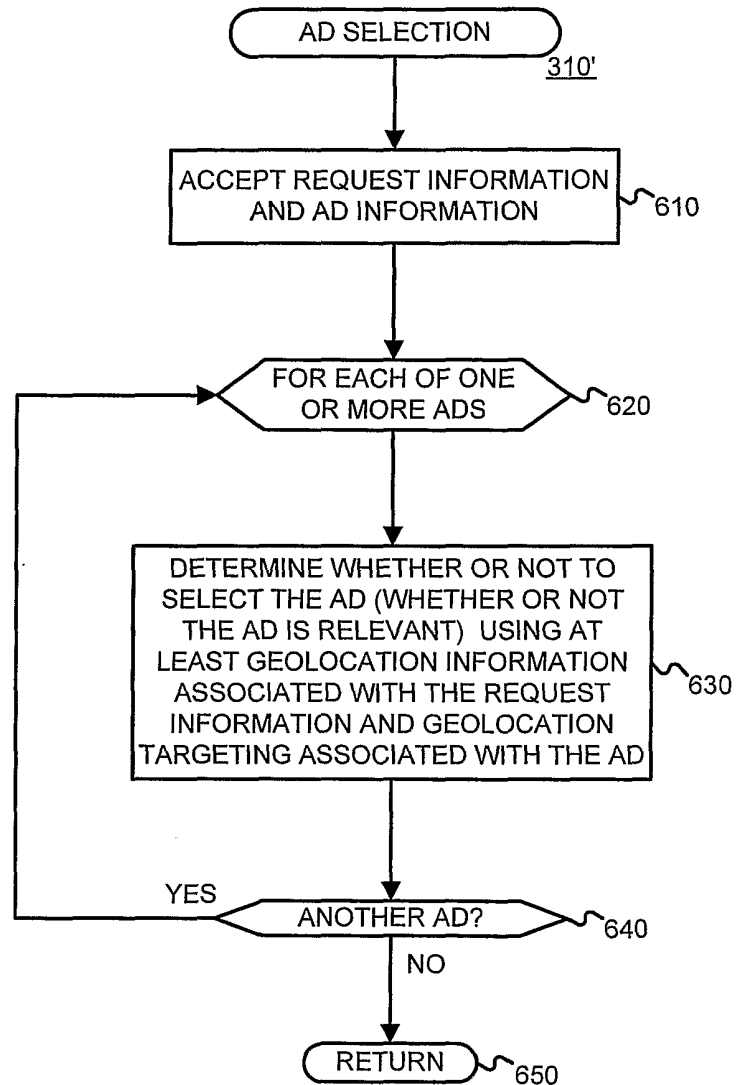 AD SELECTION
310'
ACCEPT REQUEST INFORMATION
AND AD INFORMATION
610
FOR EACH OF ONE
OR MORE ADS
620
DETERMINE WHETHER OR NOT TO
SELECT THE AD (WHETHER OR NOT
THE AD IS RELEVANT) USING AT
LEAST GEOLOCATION INFORMATION
ASSOCIATED WITH THE REQUEST
INFORMATION AND GEOLOCATION
TARGETING ASSOCIATED WITH THE AD
630
YES
ANOTHER AD?
640
NO
RETURN
650